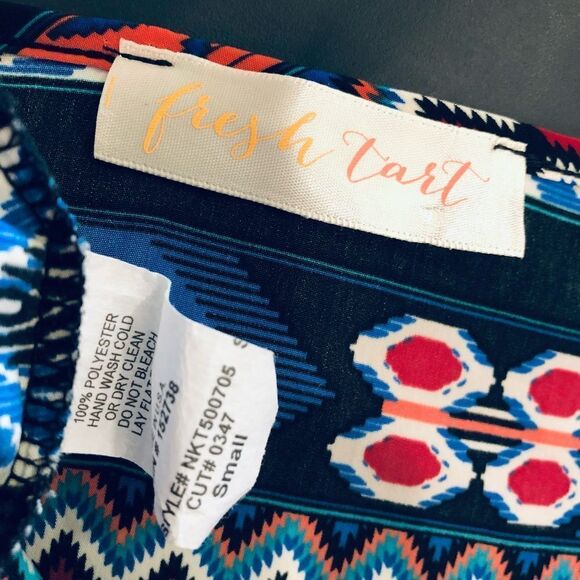 fresh tart
100% POLYESTER
HAND WASH COLD
OR DRY CLEAN
DO NOT BLEACH
LAY FLAT
U.S.A.
152738
STYLE# NKT500705
CUT# 0347
Small
S